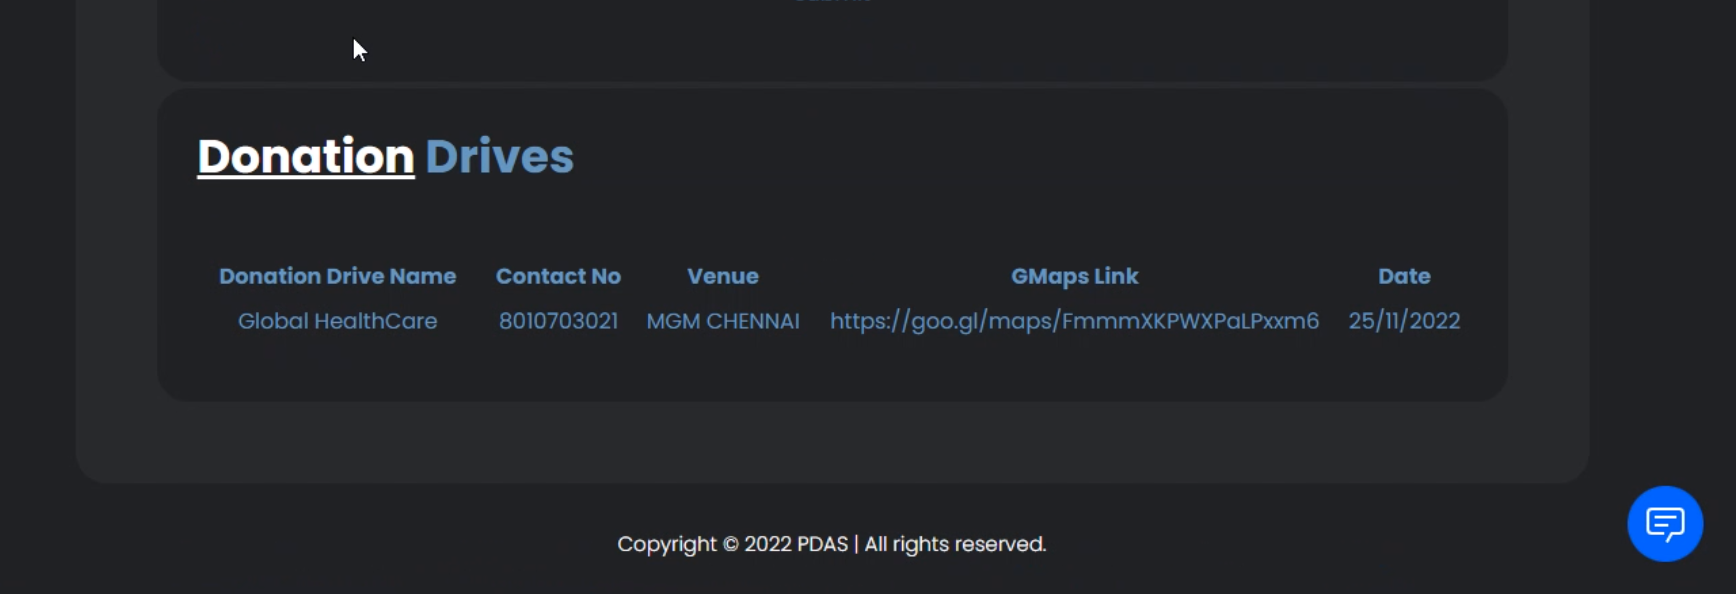 Donation Drives
Donation Drive Name Contact No Venue GMaps Link Date
Global HealthCare 8010703021 MGM CHENNAI https://goo.gl/maps/FmmmXKPWXPaLPxxm6 25/11/2022
Copyright © 2022 PDAS | All rights reserved.